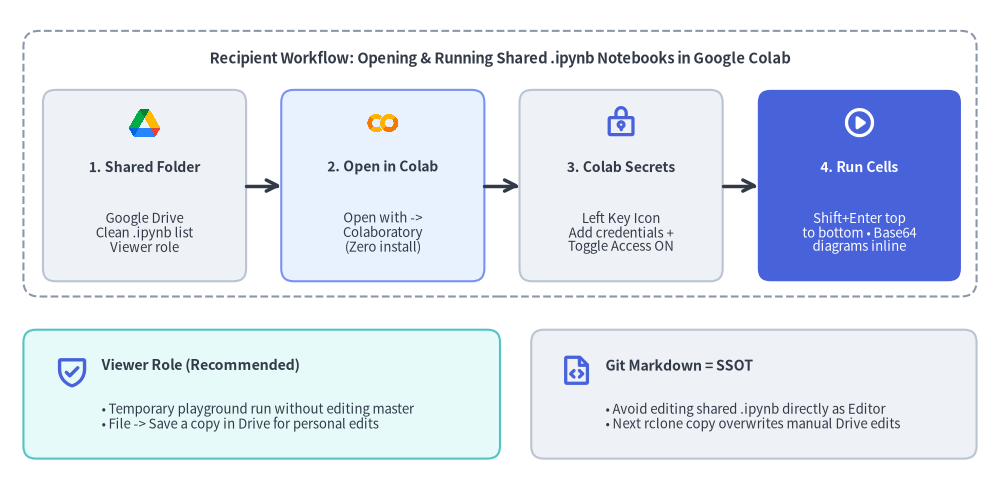 Recipient Workflow: Opening & Running Shared .ipynb Notebooks in Google Colab
1. Shared Folder
Google Drive
Clean .ipynb list
Viewer role
2. Open in Colab
Open with ->
Colaboratory
(Zero install)
3. Colab Secrets
Left Key Icon
Add credentials +
Toggle Access ON
4. Run Cells
Shift+Enter top
to bottom • Base64
diagrams inline
Viewer Role (Recommended)
• Temporary playground run without editing master
• File -> Save a copy in Drive for personal edits
Git Markdown = SSOT
• Avoid editing shared .ipynb directly as Editor
• Next rclone copy overwrites manual Drive edits